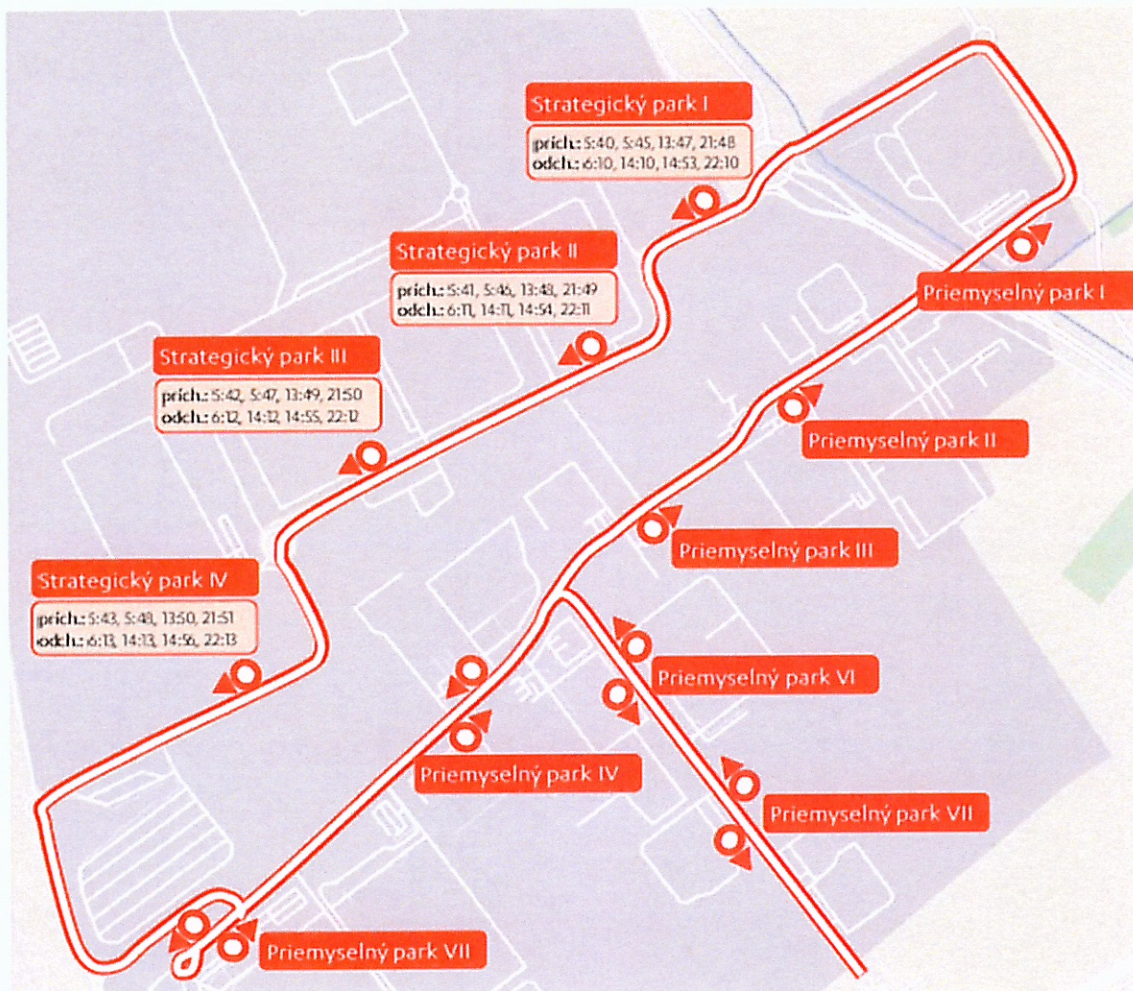 Strategický park I
prích.: 5:40, 5:45, 13:47, 21:48
odch.: 6:10, 14:10, 14:53, 22:10
Strategický park II
prích.: 5:41, 5:46, 13:48, 21:49
odch.: 6:11, 14:11, 14:54, 22:11
Priemyselný park I
Strategický park III
prích.: 5:42, 5:47, 13:49, 21:50
odch.: 6:12, 14:12, 14:55, 22:12
Priemyselný park II
Priemyselný park III
Strategický park IV
prích.: 5:43, 5:48, 13:50, 21:51
odch.: 6:13, 14:13, 14:56, 22:13
Priemyselný park VI
Priemyselný park IV
Priemyselný park VII
Priemyselný park VII